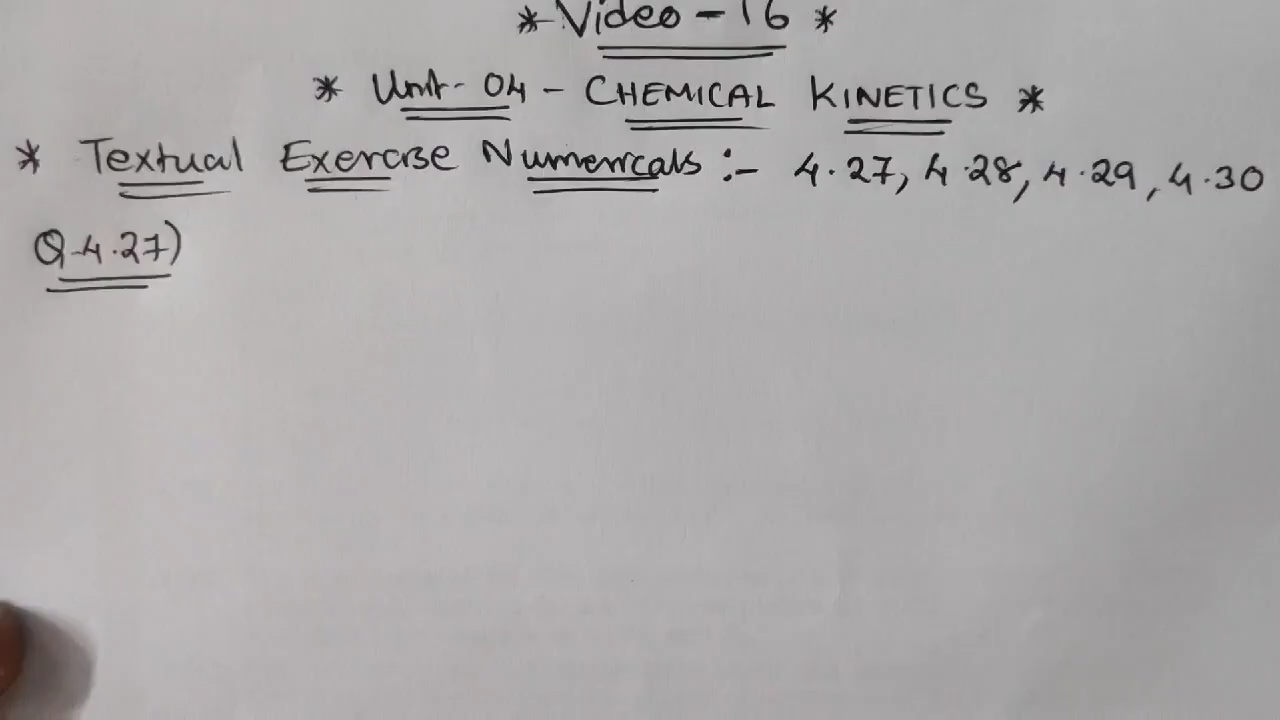 * Video - 16 *
* Unit - 04 - CHEMICAL KINETICS *
* Textual Exercise Numericals :- 4.27, 4.28, 4.29, 4.30
Q-4.27)